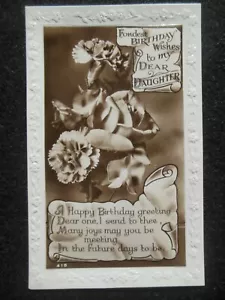 Fondest
BIRTHDAY
Wishes
to my
DEAR
DAUGHTER
A Happy Birthday greeting
Dear one, I send to thee.
Many joys may you be
meeting
In the future days to be.